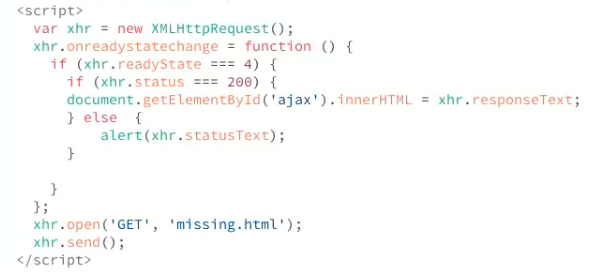 <script>
  var xhr = new XMLHttpRequest();
  xhr.onreadystatechange = function () {
    if (xhr.readyState === 4) {
      if (xhr.status === 200) {
      document.getElementById('ajax').innerHTML = xhr.responseText;
      } else  {
          alert(xhr.statusText);
      }

    }
  };
  xhr.open('GET', 'missing.html');
  xhr.send();
</script>